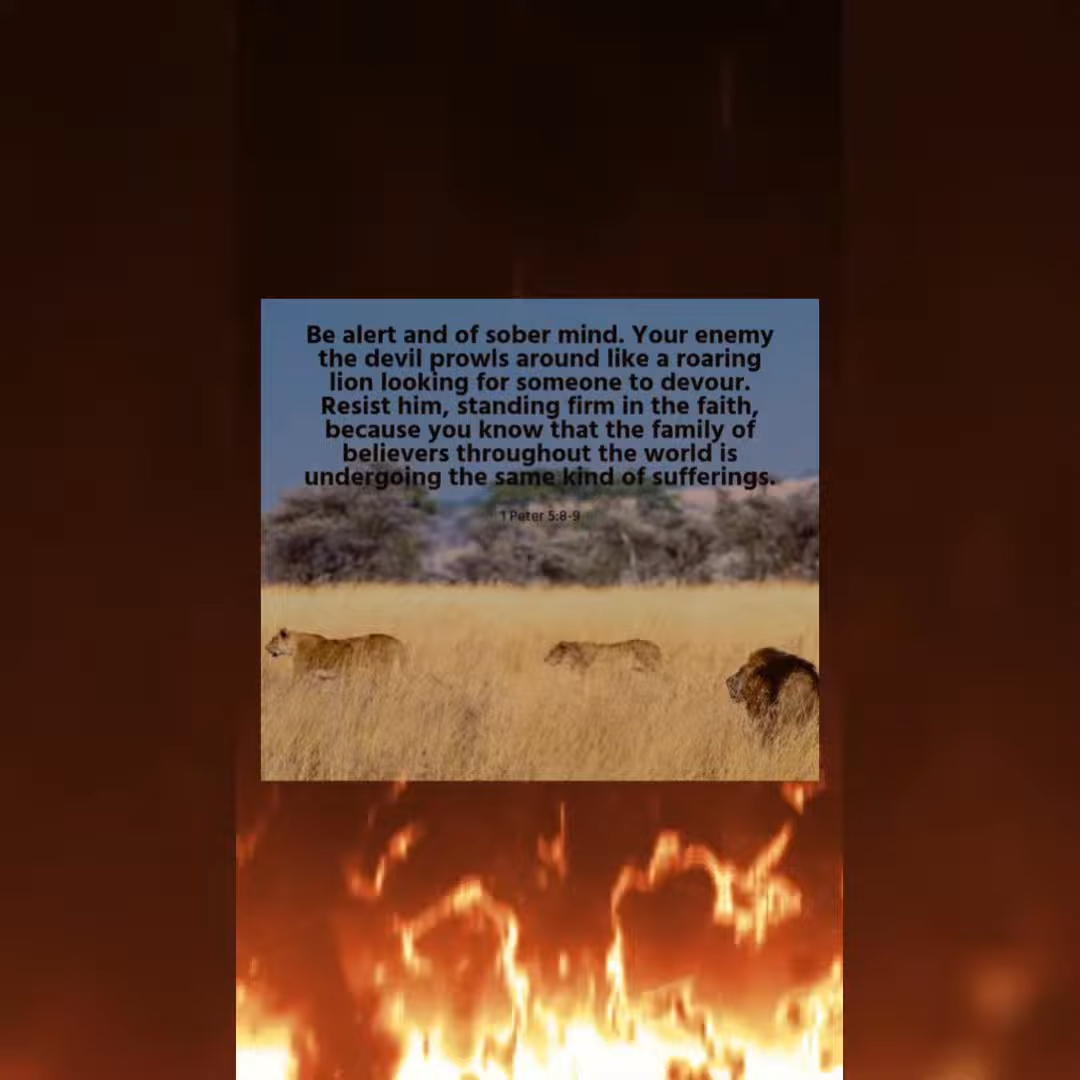 Be alert and of sober mind. Your enemy
the devil prowls around like a roaring
lion looking for someone to devour.
Resist him, standing firm in the faith,
because you know that the family of
believers throughout the world is
undergoing the same kind of sufferings.
1 Peter 5:8-9